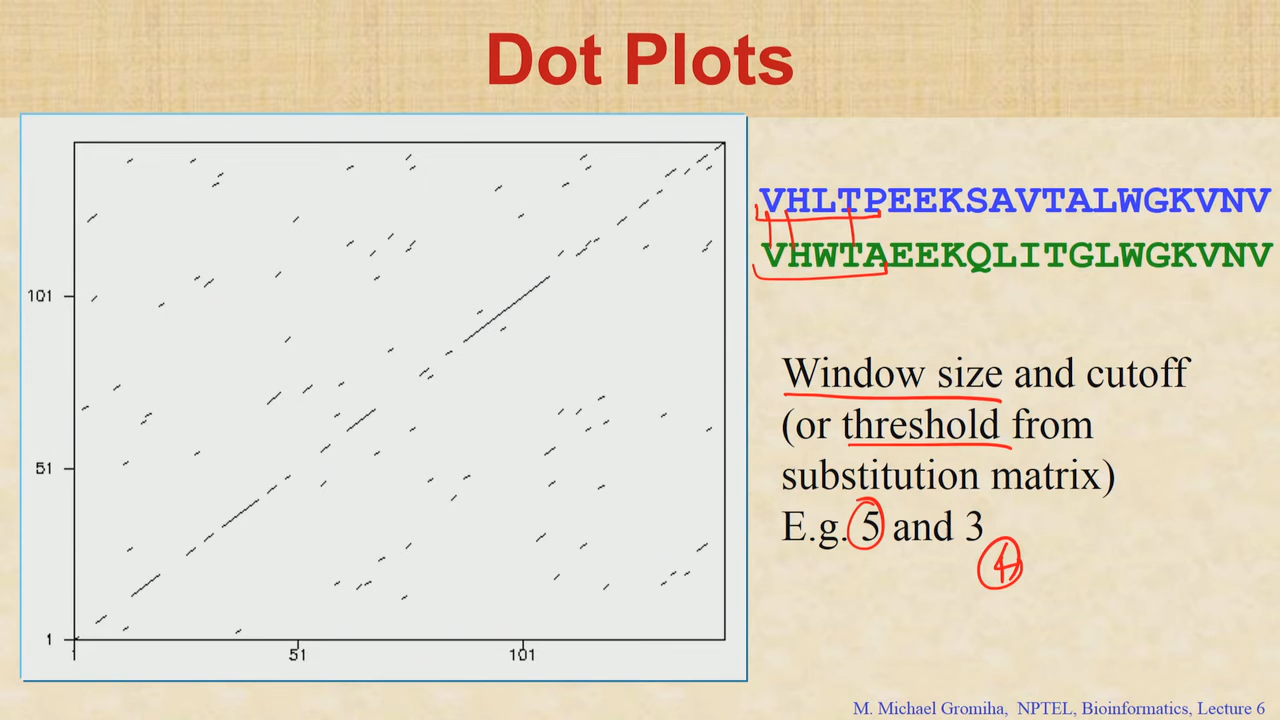 Dot Plots
VHLTPEEKSAVTALWGKVNV
VHWTAEEKQLITGLWGKVNV
Window size and cutoff
(or threshold from
substitution matrix)
E.g. 5 and 3
4
101
51
1
1 51 101
M. Michael Gromiha, NPTEL, Bioinformatics, Lecture 6